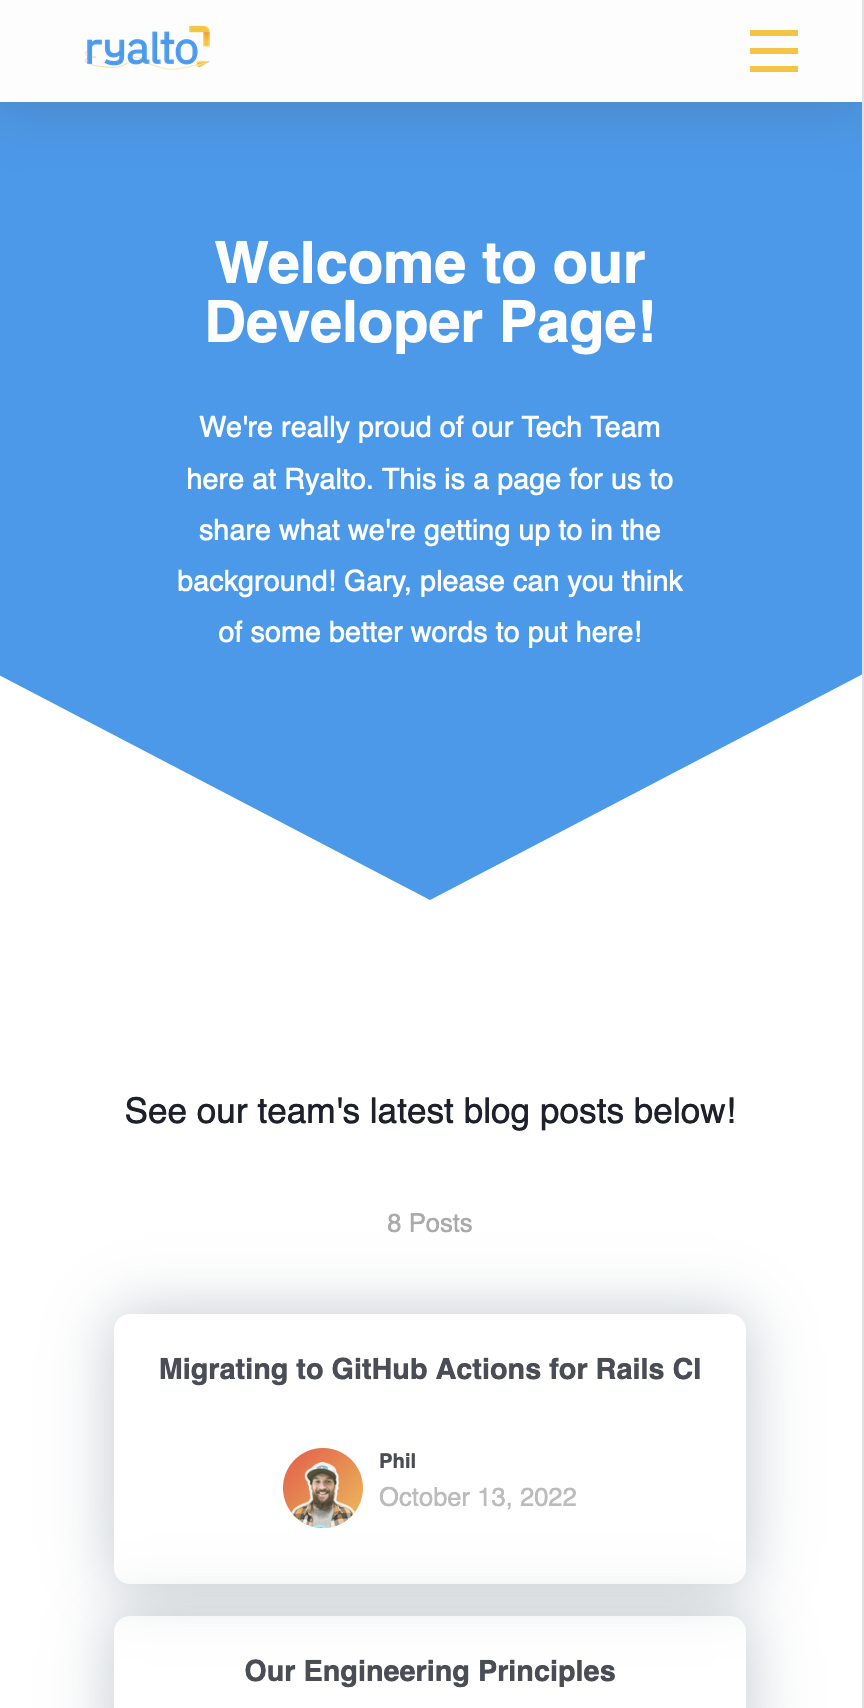 ryalto
Welcome to our
Developer Page!
We're really proud of our Tech Team
here at Ryalto. This is a page for us to
share what we're getting up to in the
background! Gary, please can you think
of some better words to put here!
See our team's latest blog posts below!
8 Posts
Migrating to GitHub Actions for Rails CI
Phil
October 13, 2022
Our Engineering Principles